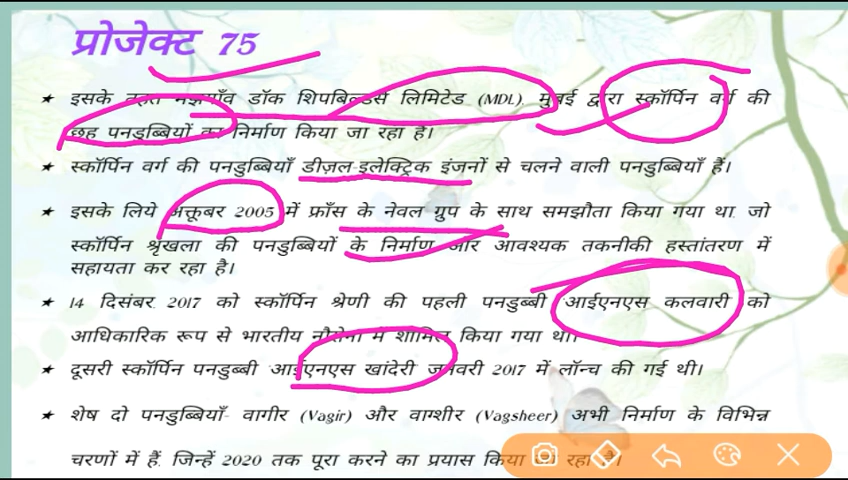 प्रोजेक्ट 75
★ इसके तहत मझगाँव डॉक शिपबिल्डर्स लिमिटेड (MDL), मुंबई द्वारा स्कॉर्पिन वर्ग की
छह पनडुब्बियों का निर्माण किया जा रहा है।
★ स्कॉर्पिन वर्ग की पनडुब्बियाँ डीज़ल-इलेक्ट्रिक इंजनों से चलने वाली पनडुब्बियाँ हैं।
★ इसके लिये अक्तूबर 2005 में फ्राँस के नेवल ग्रुप के साथ समझौता किया गया था, जो
स्कॉर्पिन श्रृंखला की पनडुब्बियों के निर्माण और आवश्यक तकनीकी हस्तांतरण में
सहायता कर रहा है।
★ 14 दिसंबर, 2017 को स्कॉर्पिन श्रेणी की पहली पनडुब्बी 'आईएनएस कलवारी' को
आधिकारिक रूप से भारतीय नौसेना में शामिल किया गया था।
★ दूसरी स्कॉर्पिन पनडुब्बी 'आईएनएस खांदेरी' जनवरी 2017 में लॉन्च की गई थी।
★ शेष दो पनडुब्बियाँ- वागीर (Vagir) और वाग्शीर (Vagsheer) अभी निर्माण के विभिन्न
चरणों में हैं, जिन्हें 2020 तक पूरा करने का प्रयास किया जा रहा है।